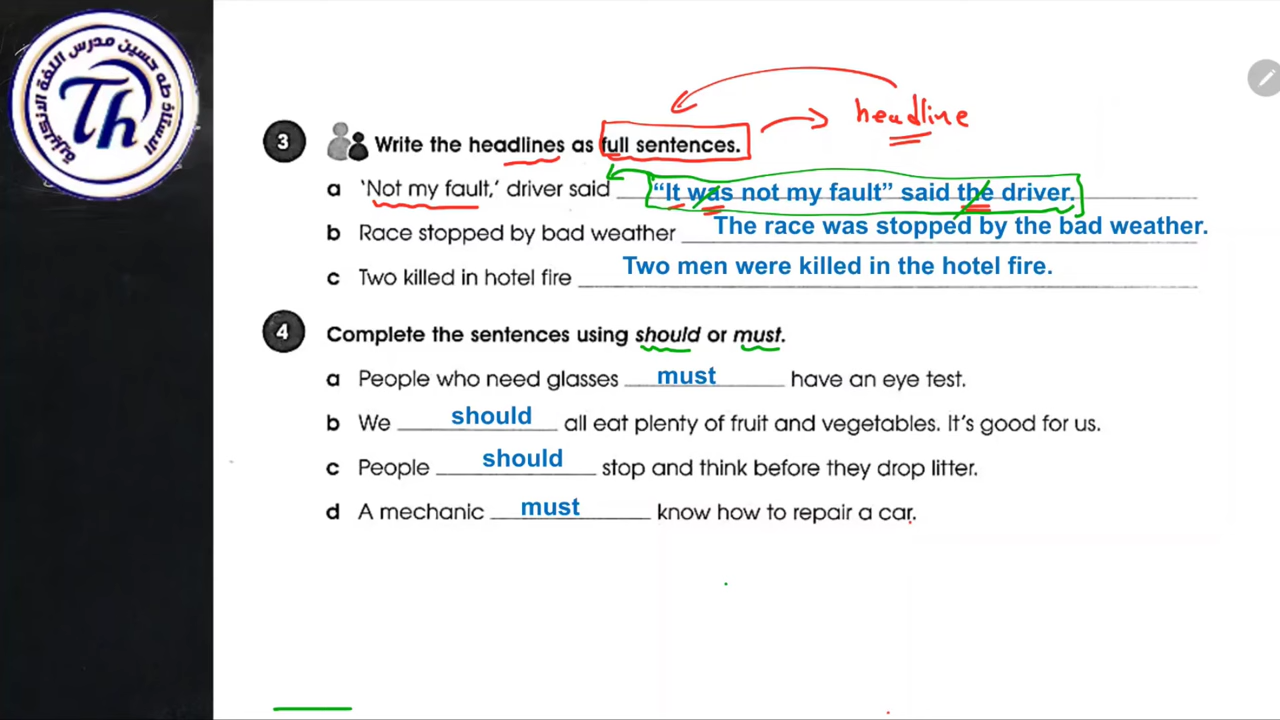 الاستاذ طه حسين مدرس اللغة الانجليزية
Th
headline
3 Write the headlines as full sentences.
a 'Not my fault,' driver said “It was not my fault” said the driver.
b Race stopped by bad weather The race was stopped by the bad weather.
c Two killed in hotel fire Two men were killed in the hotel fire.
4 Complete the sentences using should or must.
a People who need glasses must have an eye test.
b We should all eat plenty of fruit and vegetables. It's good for us.
c People should stop and think before they drop litter.
d A mechanic must know how to repair a car.